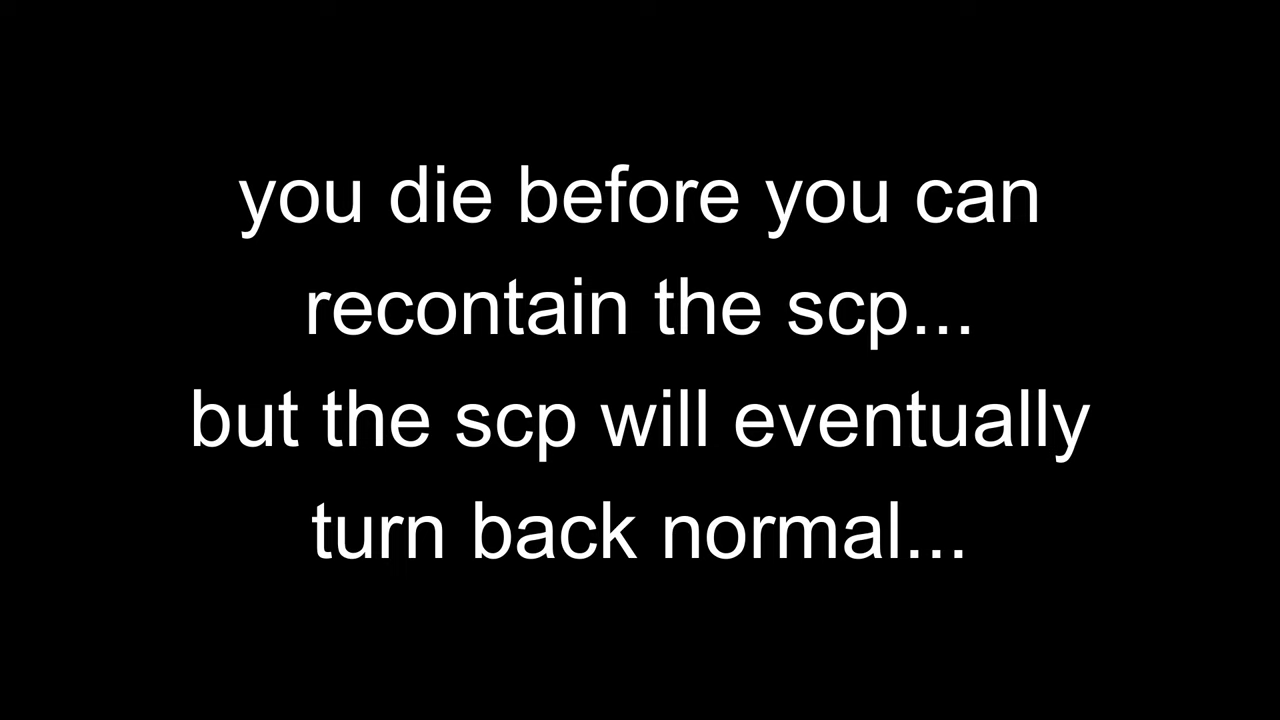 you die before you can
recontain the scp...
but the scp will eventually
turn back normal...